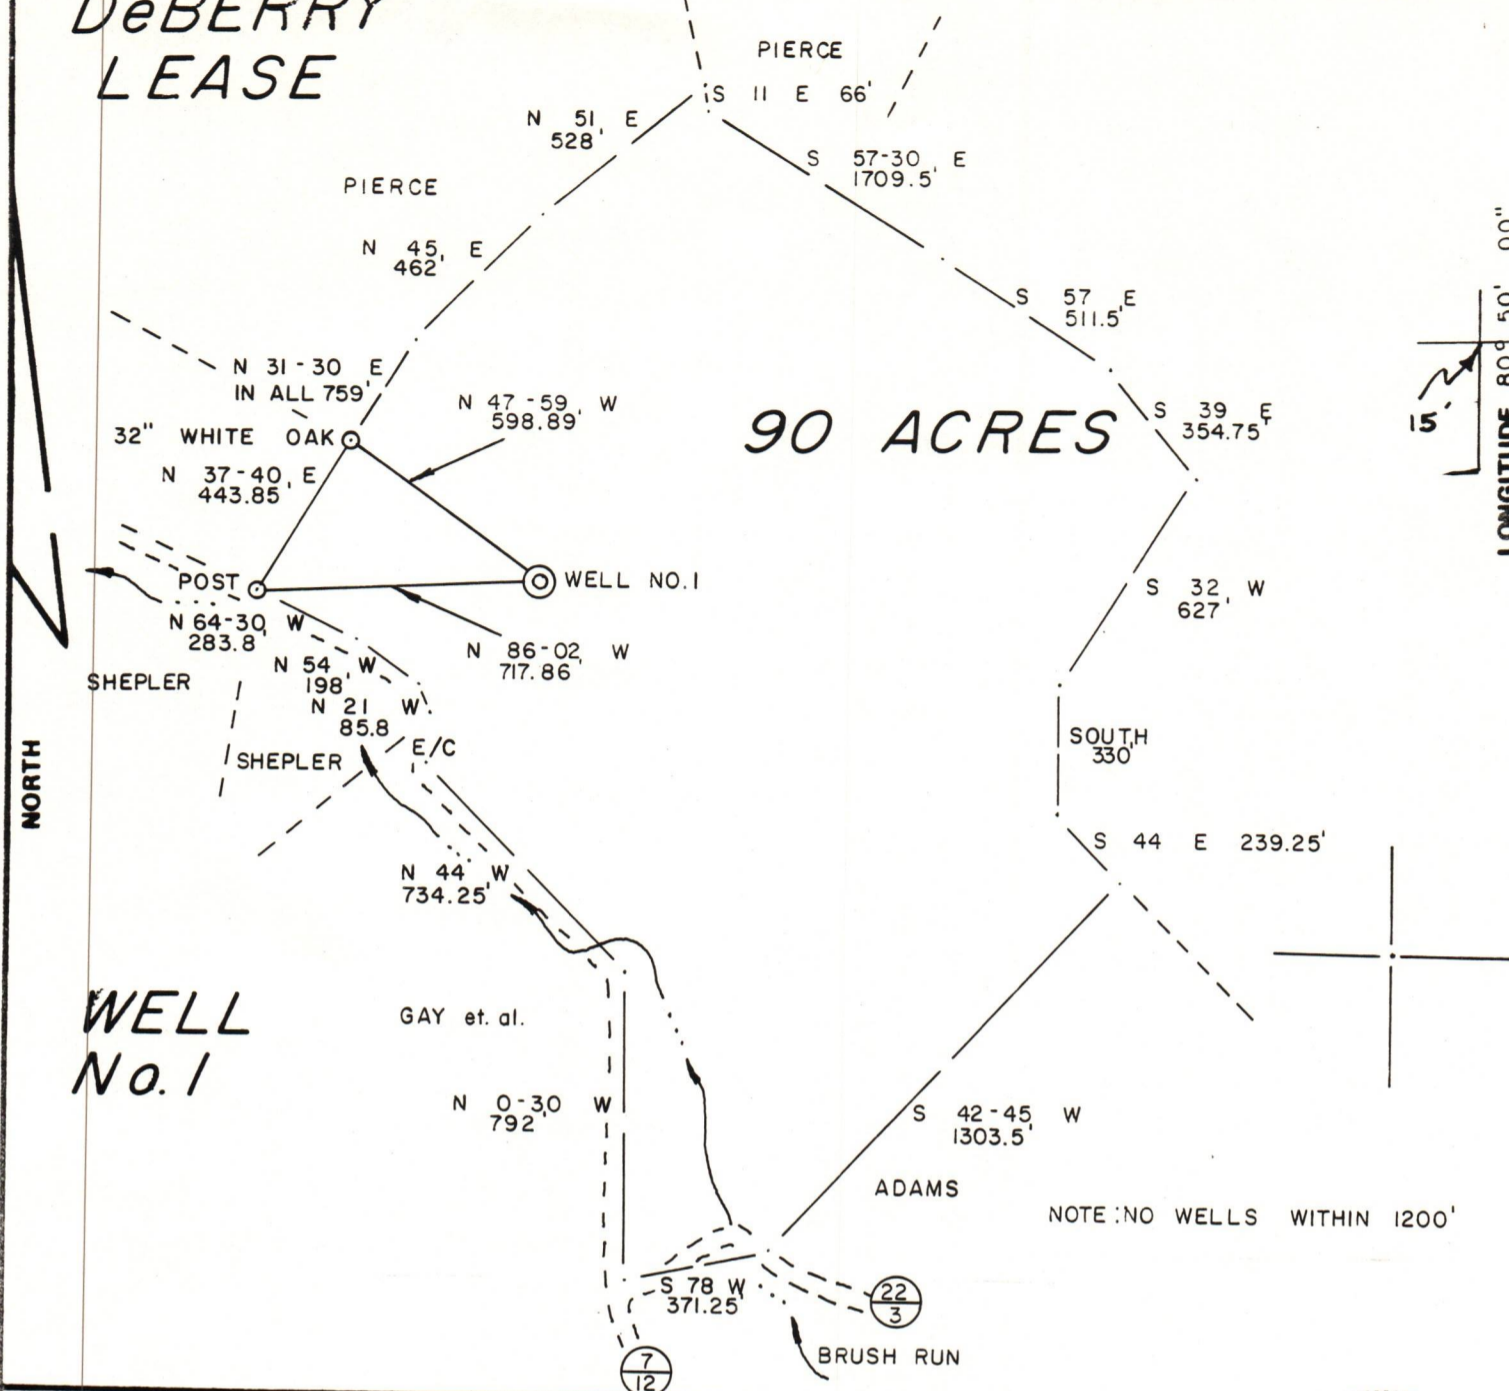 DeBERRY
LEASE
PIERCE
S 11 E 66'
N 51 E
528'
S 57-30 E
1709.5'
PIERCE
N 45 E
462'
S 57 E
511.5'
N 31-30 E
IN ALL 759'
N 47-59 W
598.89'
90 ACRES
S 39 E
354.75'
15'
LONGITUDE 80° 50' 00"
32" WHITE OAK
N 37-40 E
443.85'
POST
WELL NO.1
S 32 W
627'
N 64-30 W
283.8'
N 86-02 W
717.86'
N 54 W
198'
SHEPLER
N 21 W
85.8
E/C
SHEPLER
SOUTH
330'
NORTH
S 44 E 239.25'
N 44 W
734.25'
WELL
No. 1
GAY et. al.
N 0-30 W
792'
S 42-45 W
1303.5'
ADAMS
NOTE: NO WELLS WITHIN 1200'
S 78 W
371.25'
22
3
BRUSH RUN
7
12